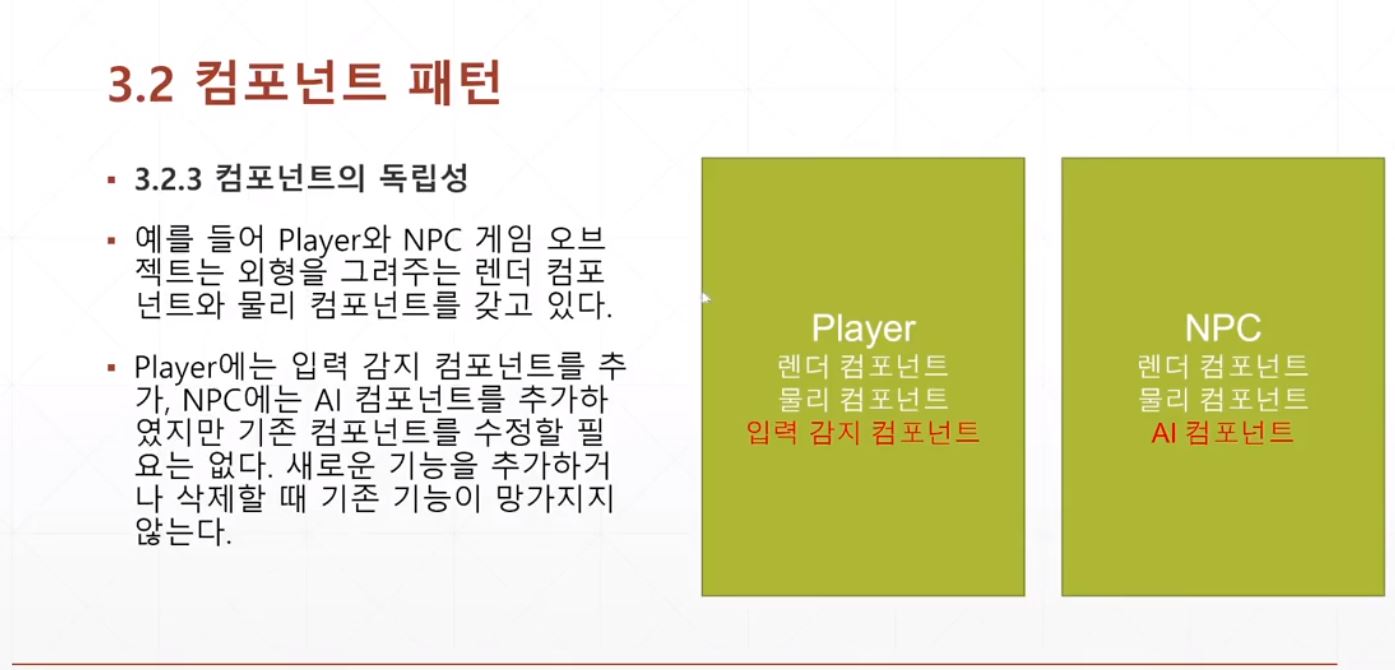 3.2 컴포넌트 패턴
▪ 3.2.3 컴포넌트의 독립성
▪ 예를 들어 Player와 NPC 게임 오브
젝트는 외형을 그려주는 렌더 컴포
넌트와 물리 컴포넌트를 갖고 있다.
▪ Player에는 입력 감지 컴포넌트를 추
가, NPC에는 AI 컴포넌트를 추가하
였지만 기존 컴포넌트를 수정할 필
요는 없다. 새로운 기능을 추가하거
나 삭제할 때 기존 기능이 망가지지
않는다.
Player
렌더 컴포넌트
물리 컴포넌트
입력 감지 컴포넌트
NPC
렌더 컴포넌트
물리 컴포넌트
AI 컴포넌트